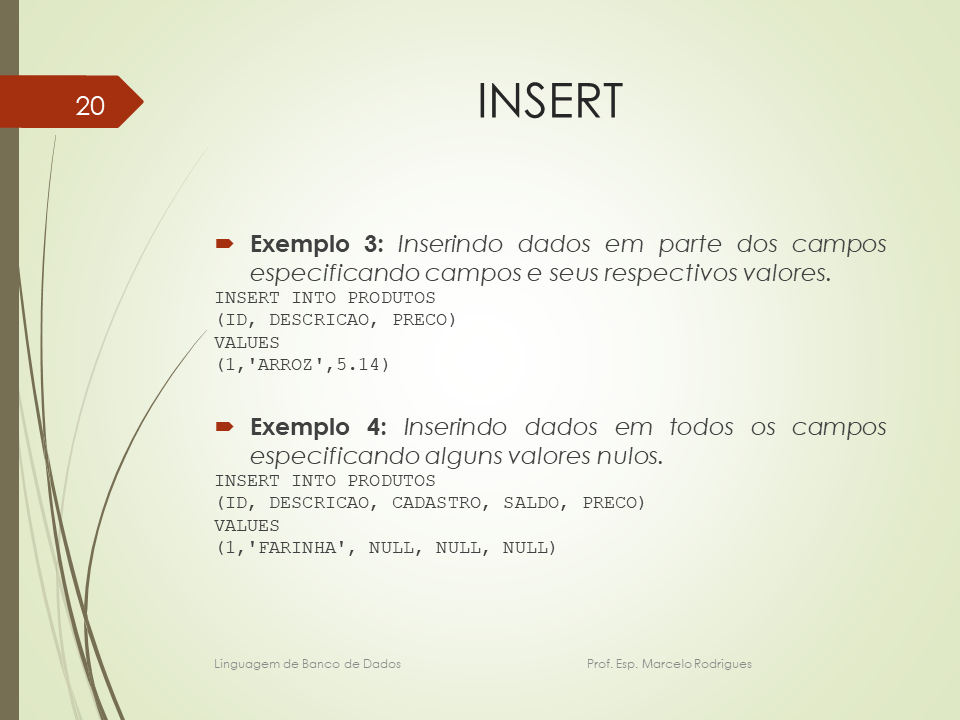 20
INSERT
Exemplo 3: Inserindo dados em parte dos campos
especificando campos e seus respectivos valores.
INSERT INTO PRODUTOS
(ID, DESCRICAO, PRECO)
VALUES
(1,'ARROZ',5.14)
Exemplo 4: Inserindo dados em todos os campos
especificando alguns valores nulos.
INSERT INTO PRODUTOS
(ID, DESCRICAO, CADASTRO, SALDO, PRECO)
VALUES
(1,'FARINHA', NULL, NULL, NULL)
Linguagem de Banco de Dados Prof. Esp. Marcelo Rodrigues